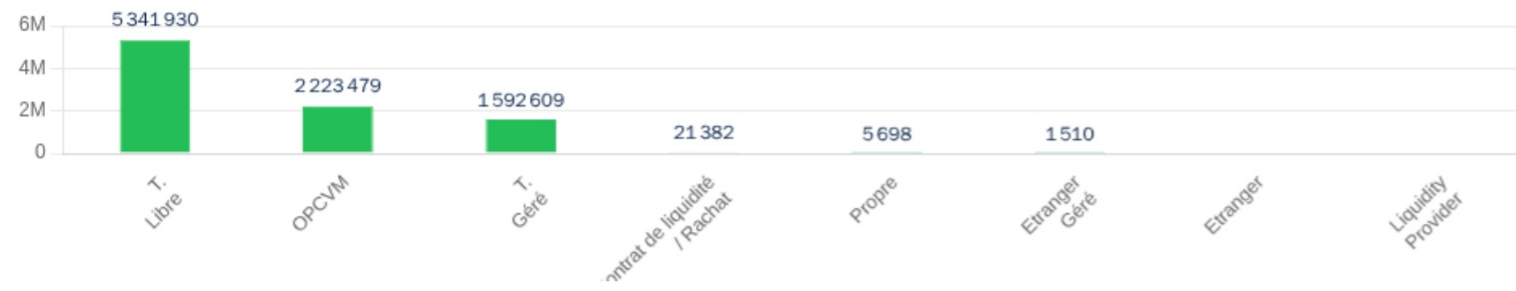 6M
4M
2M
0
5 341 930
2 223 479
1 592 609
21 382
5 698
1 510
T.
Libre
OPCVM
T.
Géré
ontrat de liquidité
/ Rachat
Propre
Etranger
Géré
Etranger
Liquidity
Provider